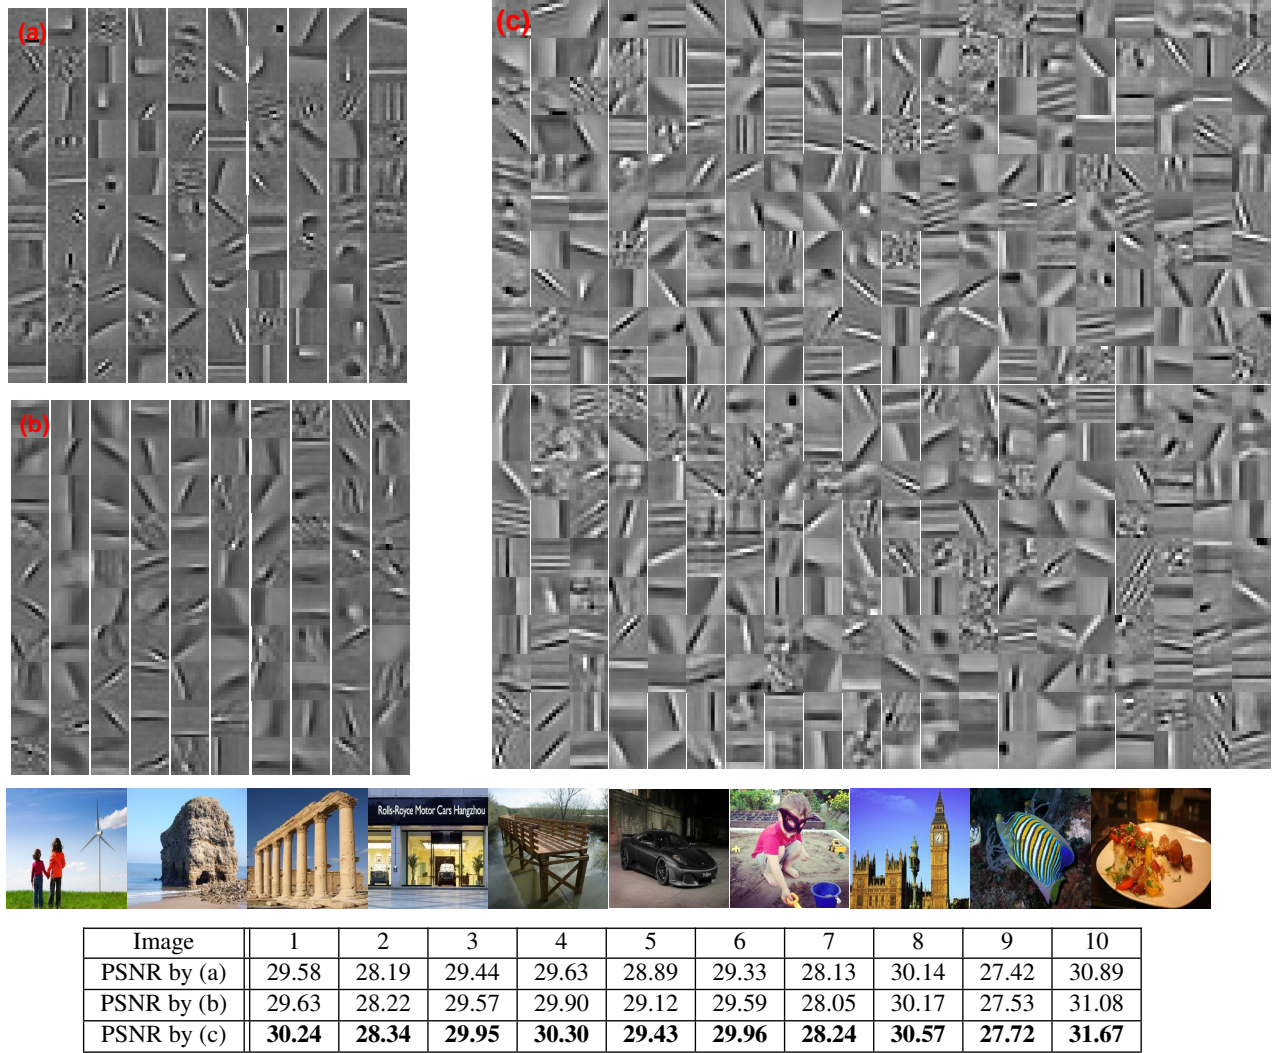 (a)
(c)
(b)
Rolls-Royce Motor Cars Hangzhou
Image 1 2 3 4 5 6 7 8 9 10
PSNR by (a) 29.58 28.19 29.44 29.63 28.89 29.33 28.13 30.14 27.42 30.89
PSNR by (b) 29.63 28.22 29.57 29.90 29.12 29.59 28.05 30.17 27.53 31.08
PSNR by (c) 30.24 28.34 29.95 30.30 29.43 29.96 28.24 30.57 27.72 31.67